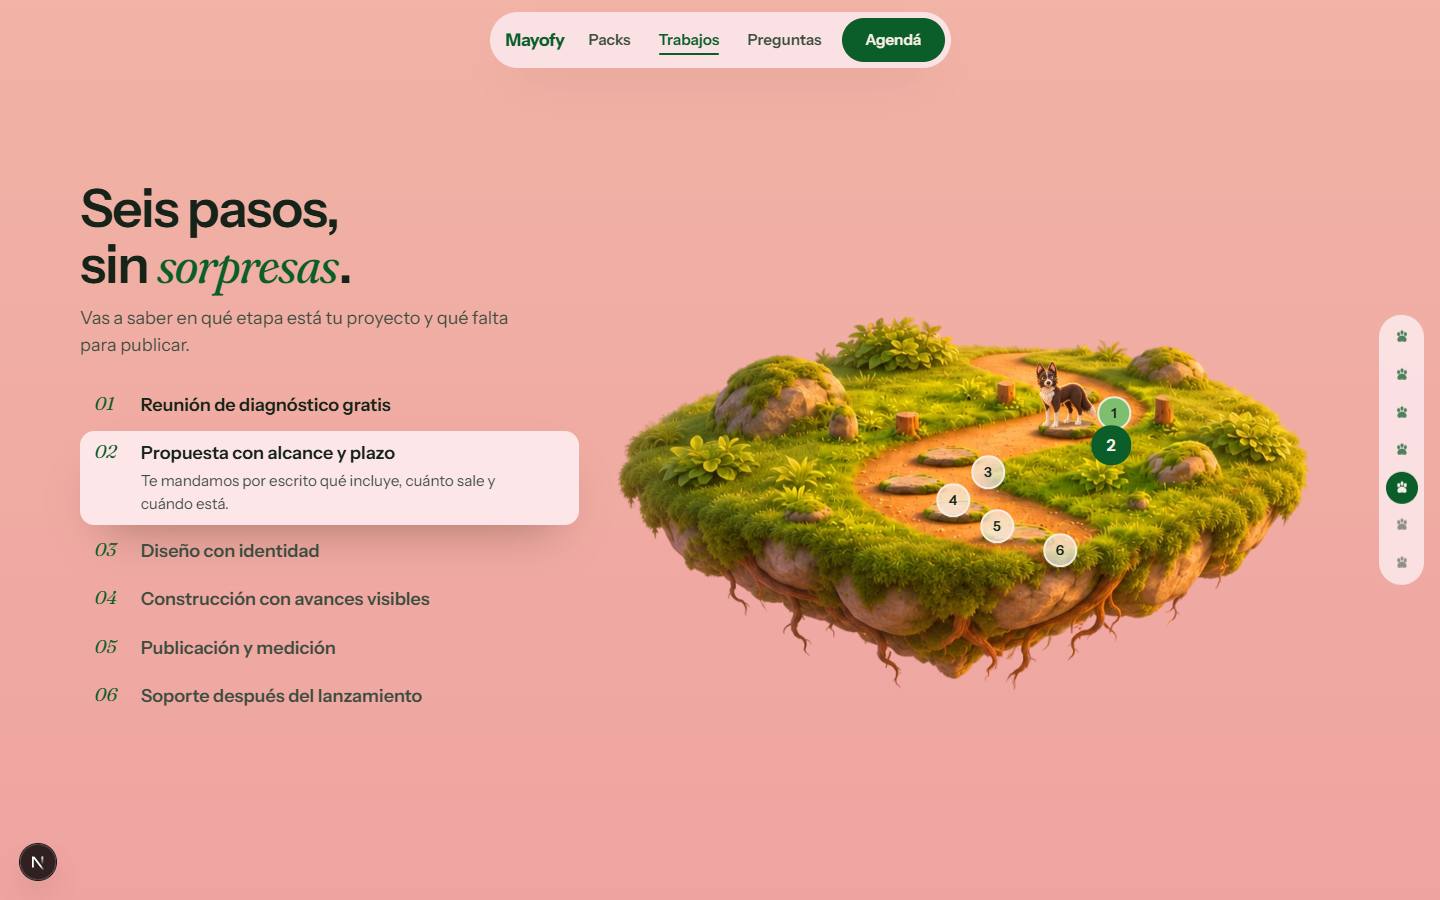 Mayofy Packs Trabajos Preguntas Agendá
Seis pasos,
sin sorpresas.
Vas a saber en qué etapa está tu proyecto y qué falta
para publicar.
01 Reunión de diagnóstico gratis
02 Propuesta con alcance y plazo
Te mandamos por escrito qué incluye, cuánto sale y
cuándo está.
03 Diseño con identidad
04 Construcción con avances visibles
05 Publicación y medición
06 Soporte después del lanzamiento
1
2
3
4
5
6
N